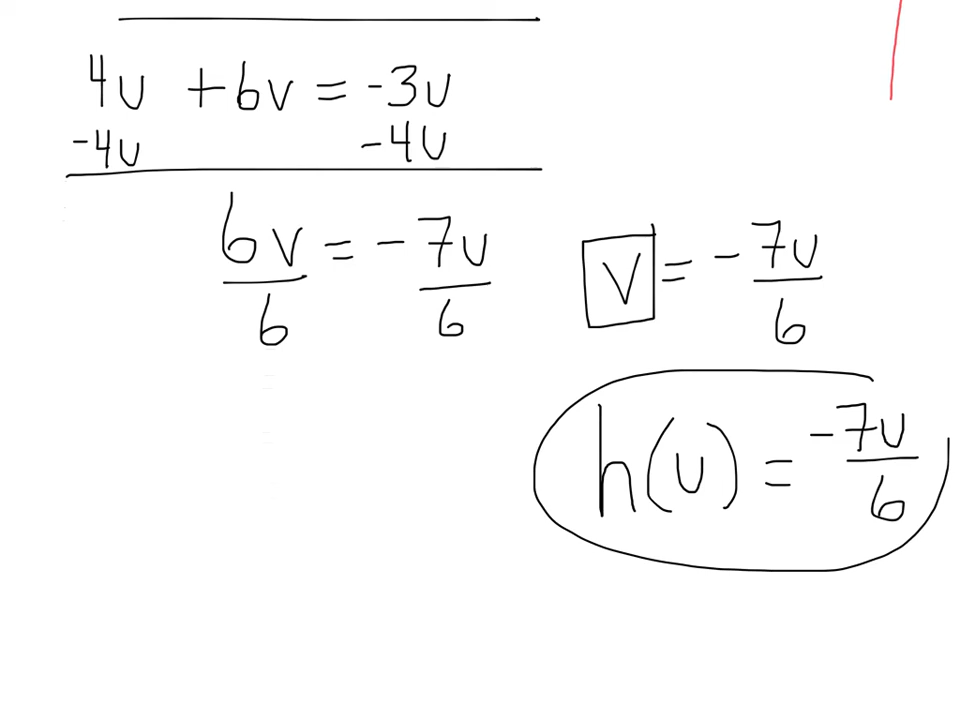 4u + 6v = -3u
-4u -4u
6v = -7u v = -7u
6 6 6
h(u) = -7u
6